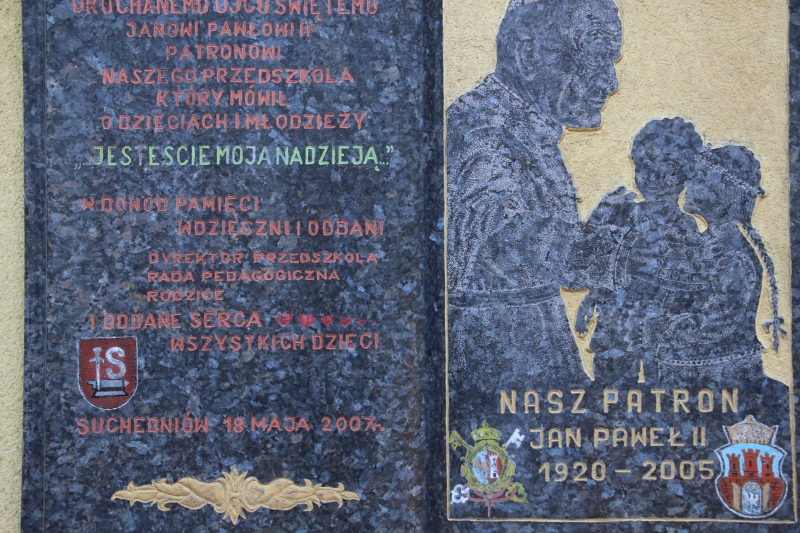 UKOCHANEMU OJCU ŚWIĘTEMU
JANOWI PAWŁOWI II
PATRONOWI
NASZEGO PRZEDSZKOLA
KTÓRY MÓWIŁ
O DZIECIACH I MŁODZIEŻY
„...JESTEŚCIE MOJĄ NADZIEJĄ..."
W DOWÓD PAMIĘCI
WDZIĘCZNI I ODDANI
DYREKTOR PRZEDSZKOLA
RADA PEDAGOGICZNA
RODZICE
I ODDANE SERCA
WSZYSTKICH DZIECI
S
SUCHEDNIÓW 18 MAJA 2007r.
NASZ PATRON
JAN PAWEŁ II
1920 – 2005